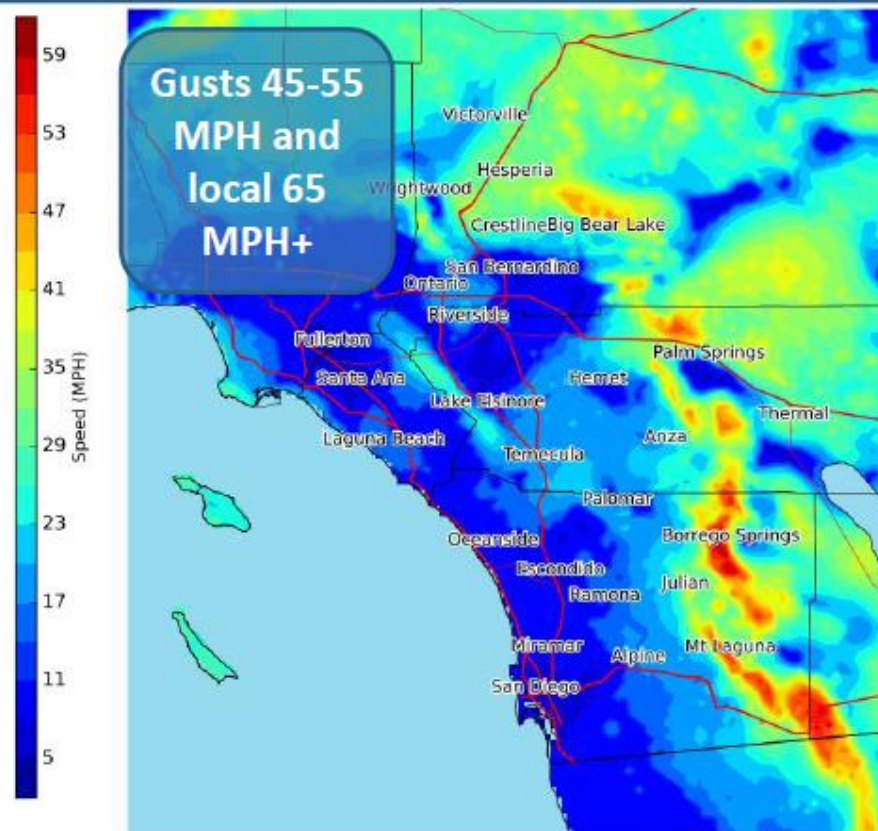 Gusts 45-55
MPH and
local 65
MPH+
59
53
47
41
35
29
23
17
11
5
Speed (MPH)
Victorville
Hesperia
Wrightwood
Crestline
Big Bear Lake
San Bernardino
Ontario
Riverside
Fullerton
Palm Springs
Santa Ana
Hemet
Lake Elsinore
Thermal
Laguna Beach
Anza
Temecula
Palomar
Oceanside
Borrego Springs
Escondido
Julian
Ramona
Miramar
Mt Laguna
Alpine
San Diego